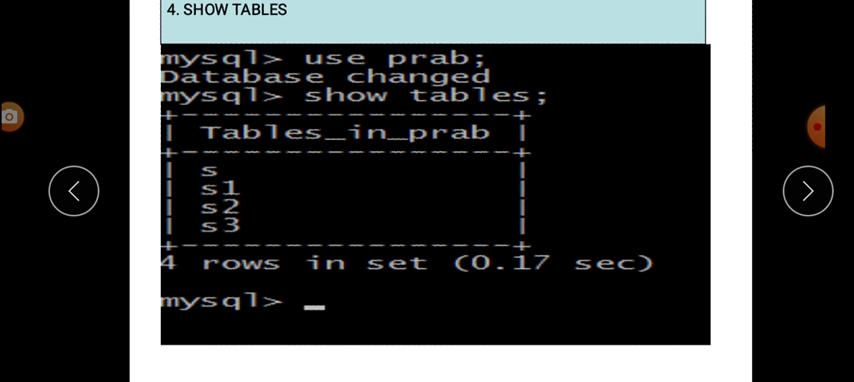 4. SHOW TABLES
mysql> use prab;
Database changed
mysql> show tables;
+----------------+
| Tables_in_prab |
+----------------+
| s              |
| s1             |
| s2             |
| s3             |
+----------------+
4 rows in set (0.17 sec)
mysql> _